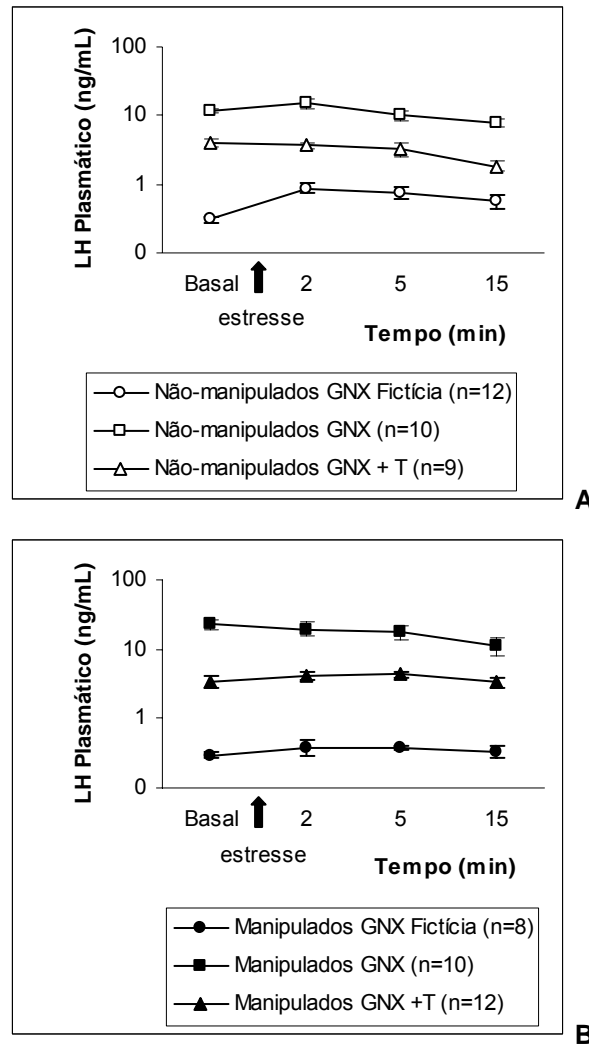 LH Plasmático (ng/mL)
100
10
1
0
Basal 2 5 15
estresse
Tempo (min)
Não-manipulados GNX Fictícia (n=12)
Não-manipulados GNX (n=10)
Não-manipulados GNX + T (n=9)
A
LH Plasmático (ng/mL)
100
10
1
0
Basal 2 5 15
estresse
Tempo (min)
Manipulados GNX Fictícia (n=8)
Manipulados GNX (n=10)
Manipulados GNX +T (n=12)
B